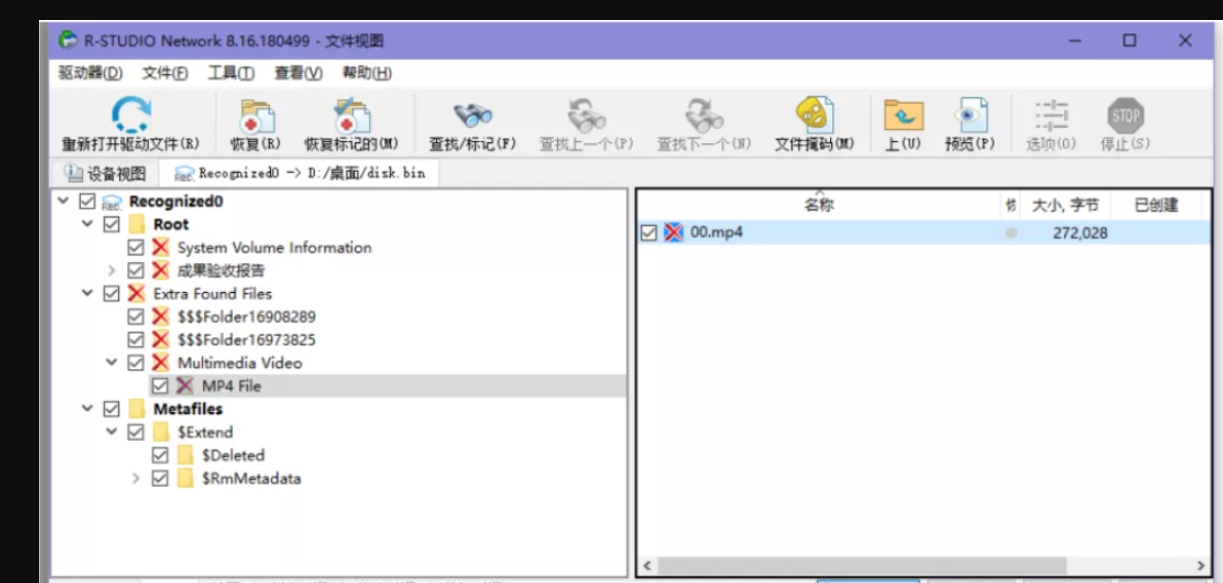 R-STUDIO Network 8.16.180499 - 文件视图
驱动器(D) 文件(F) 工具(T) 查看(V) 帮助(H)
重新打开驱动文件(R) 恢复(R) 恢复标记的(M) 查找/标记(F) 查找上一个(P) 查找下一个(N) 文件掩码(M) 上(U) 预览(P) 选项(O) STOP 停止(S)
设备视图 Rec. Recognized0 -> D:/桌面/disk.bin
Rec. Recognized0
Root
System Volume Information
成果验收报告
Extra Found Files
$$$Folder16908289
$$$Folder16973825
Multimedia Video
MP4 File
Metafiles
$Extend
$Deleted
$RmMetadata
名称 大小, 字节 已创建
00.mp4 272,028